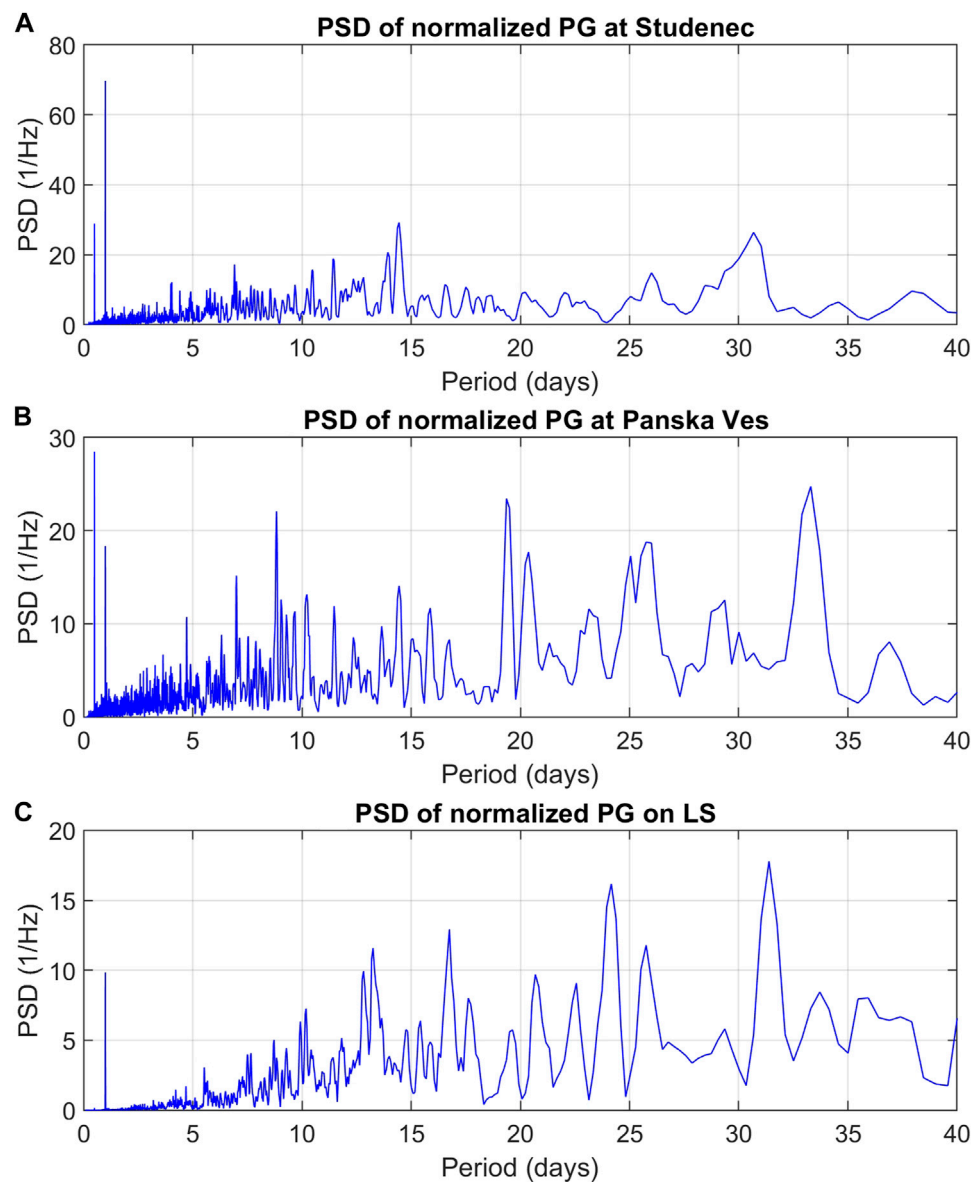 A
PSD of normalized PG at Studenec
80
60
40
20
0
PSD (1/Hz)
0 5 10 15 20 25 30 35 40
Period (days)
B
PSD of normalized PG at Panska Ves
30
20
10
0
PSD (1/Hz)
0 5 10 15 20 25 30 35 40
Period (days)
C
PSD of normalized PG on LS
20
15
10
5
0
PSD (1/Hz)
0 5 10 15 20 25 30 35 40
Period (days)